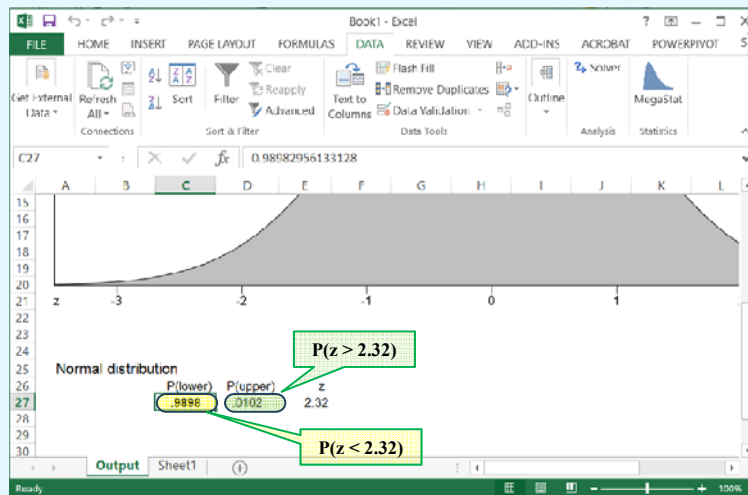 Book1 - Excel
FILE HOME INSERT PAGE LAYOUT FORMULAS DATA REVIEW VIEW ADD-INS ACROBAT POWERPIVOT S
Get External Data
Refresh All
Connections
Sort
Filter
Clear
Reapply
Advanced
Sort & Filter
Text to Columns
Flash Fill
Remove Duplicates
Data Validation
Data Tools
Outline
Solver
Analysis
MegaStat
Statistics
C27 fx 0.98982956133128
A B C D E F G H I J K L
15
16
17
18
19
20
21 z -3 -2 -1 0 1
22
23
24
P(z > 2.32)
25 Normal distribution
26 P(lower) P(upper) z
27 .9898 .0102 2.32
28
29
P(z < 2.32)
30
Output Sheet1
Ready 100%